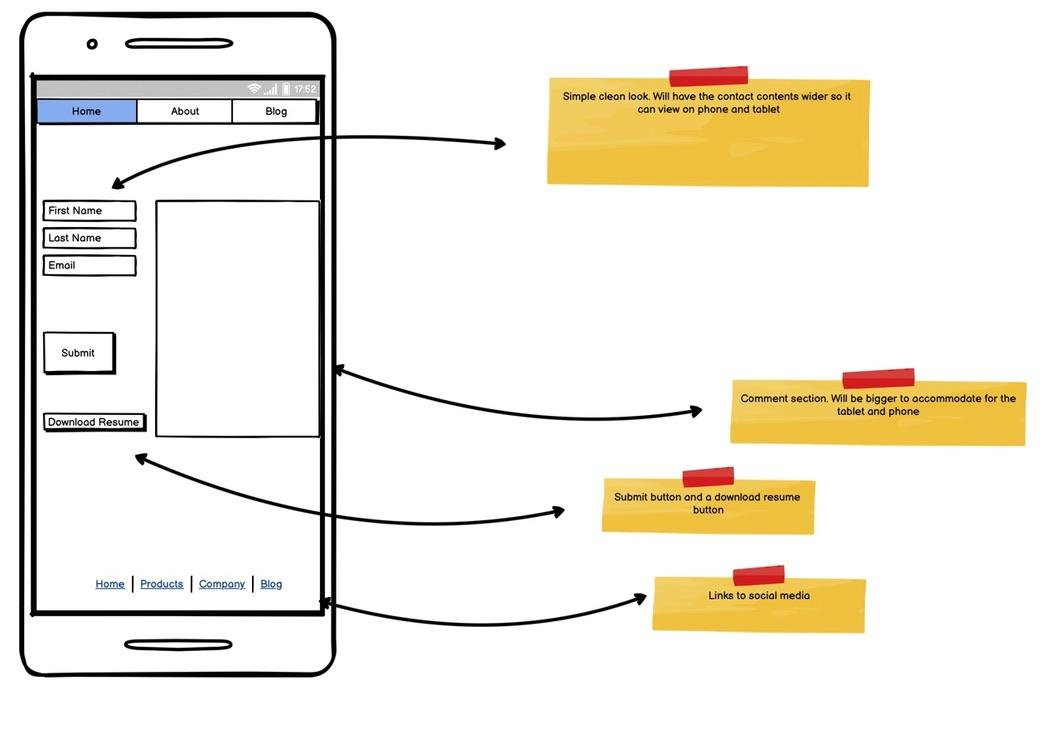 17:52
Home About Blog
Simple clean look. Will have the contact contents wider so it
can view on phone and tablet
First Name
Last Name
Email
Submit
Download Resume
Comment section. Will be bigger to accommodate for the
tablet and phone
Submit button and a download resume
button
Home Products Company Blog
Links to social media